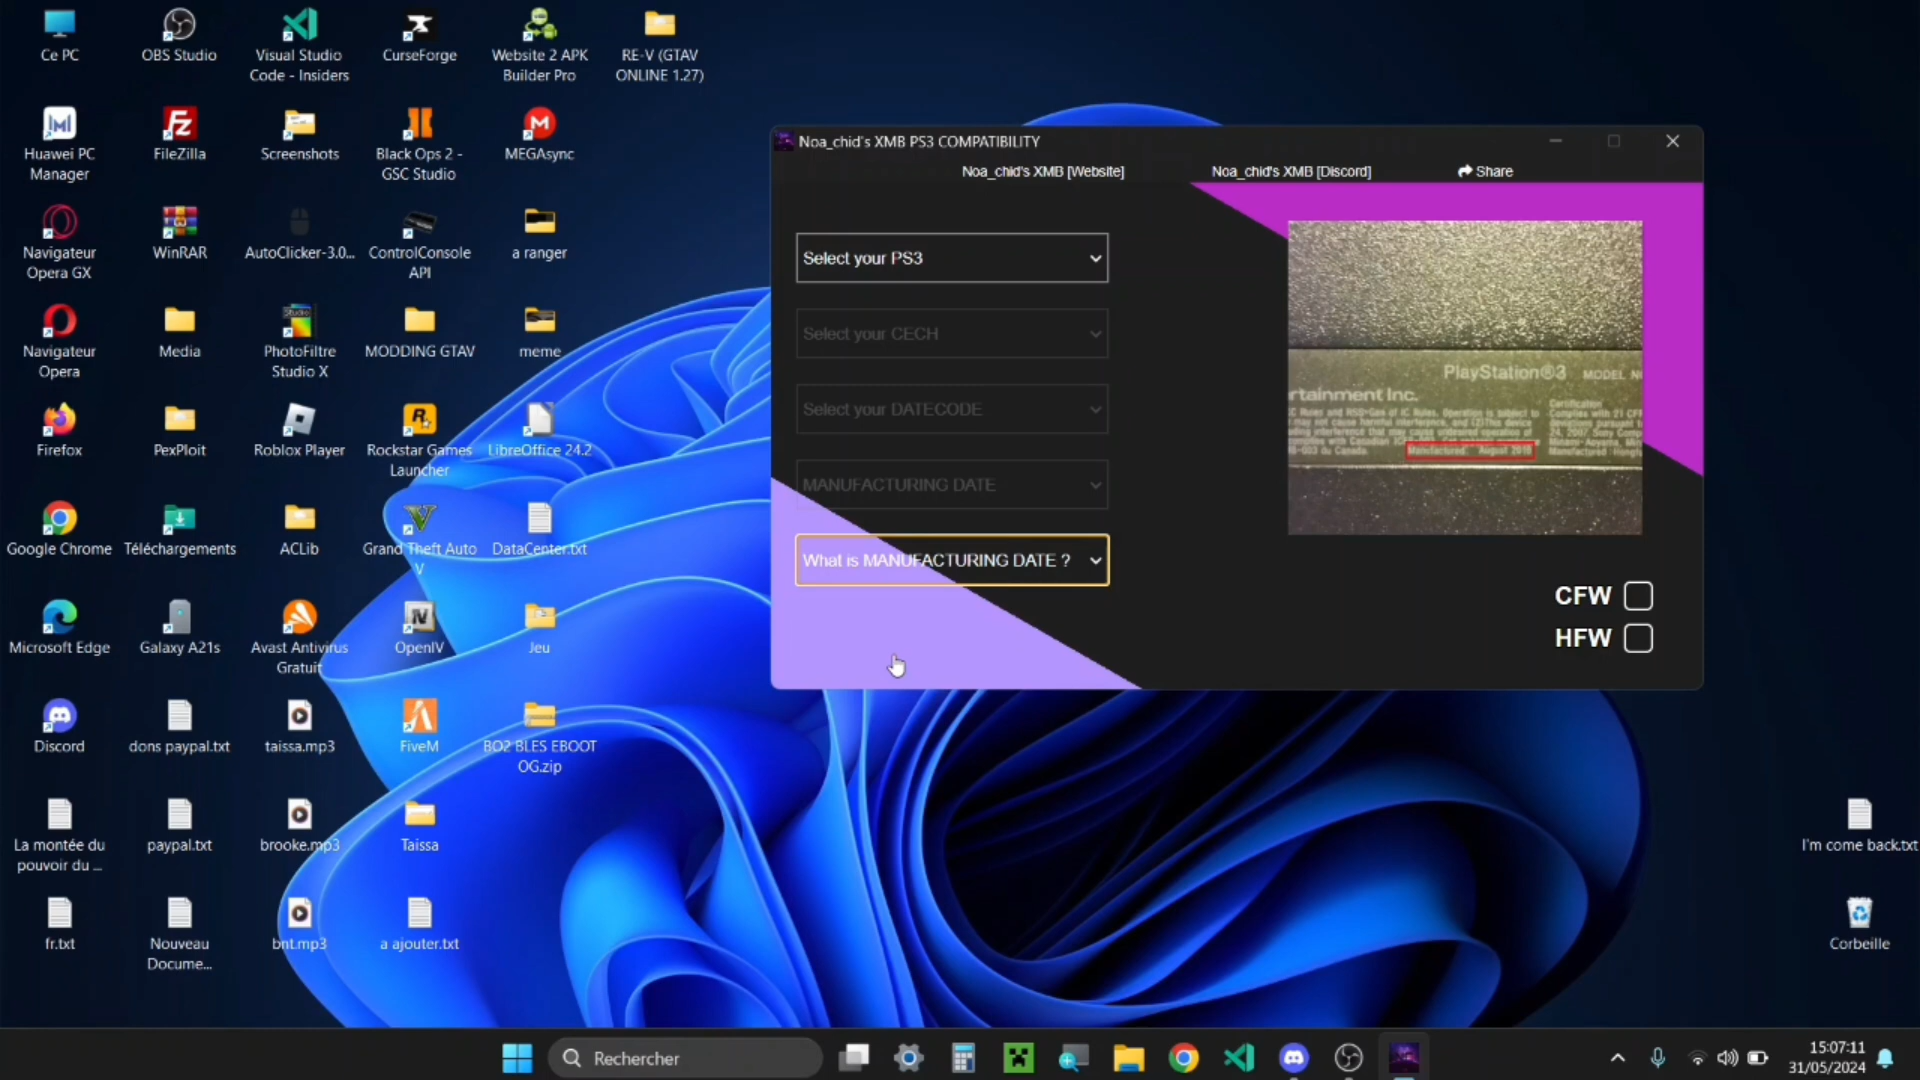 Ce PC
OBS Studio
Visual Studio
Code - Insiders
CurseForge
Website 2 APK
Builder Pro
RE-V (GTAV
ONLINE 1.27)
Huawei PC
Manager
FileZilla
Screenshots
Black Ops 2 -
GSC Studio
MEGAsync
Navigateur
Opera GX
WinRAR
AutoClicker-3.0...
ControlConsole
API
a ranger
Navigateur
Opera
Media
PhotoFiltre
Studio X
MODDING GTAV
meme
Firefox
PexPloit
Roblox Player
Rockstar Games
Launcher
LibreOffice 24.2
Google Chrome
Téléchargements
ACLib
Grand Theft Auto
V
DataCenter.txt
Microsoft Edge
Galaxy A21s
Avast Antivirus
Gratuit
OpenIV
Jeu
Discord
dons paypal.txt
taissa.mp3
FiveM
BO2 BLES EBOOT
OG.zip
La montée du
pouvoir du ...
paypal.txt
brooke.mp3
Taissa
fr.txt
Nouveau
Docume...
bnt.mp3
a ajouter.txt
Noa_chid's XMB PS3 COMPATIBILITY
Noa_chid's XMB [Website]
Noa_chid's XMB [Discord]
Share
Select your PS3
Select your CECH
Select your DATECODE
MANUFACTURING DATE
What is MANUFACTURING DATE ?
PlayStation®3 MODEL N
rtainment Inc.
Manufactured: August 2010
CFW
HFW
I'm come back.txt
Corbeille
Rechercher
15:07:11
31/05/2024